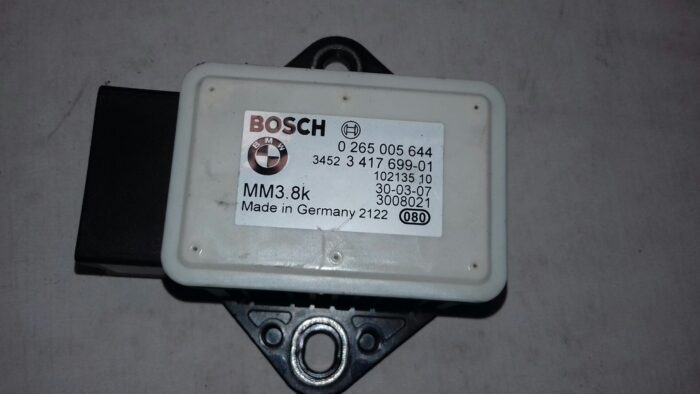 BOSCH
BMW
0 265 005 644
3452 3 417 699-01
102135 10
30-03-07
MM3.8k
3008021
Made in Germany 2122
080